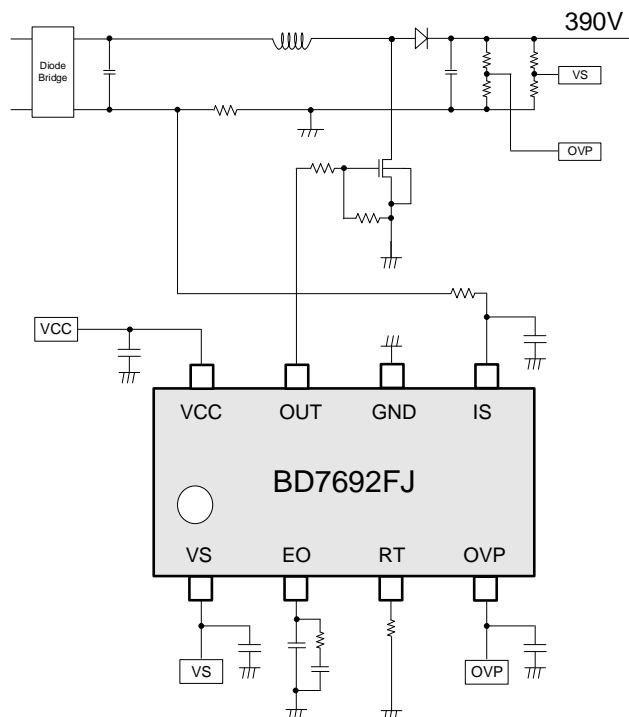 390V
Diode
Bridge
VS
OVP
VCC
VCC OUT GND IS
BD7692FJ
VS EO RT OVP
VS OVP